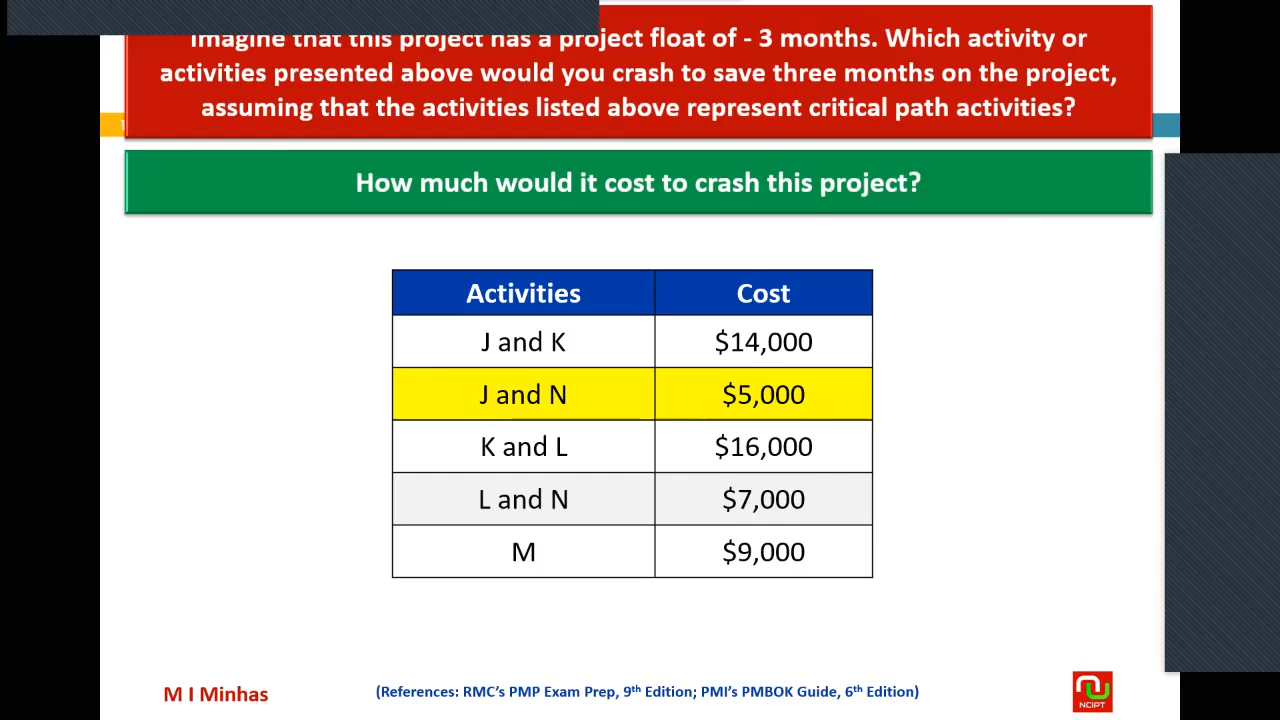 Imagine that this project has a project float of - 3 months. Which activity or
activities presented above would you crash to save three months on the project,
assuming that the activities listed above represent critical path activities?
How much would it cost to crash this project?
Activities Cost
J and K $14,000
J and N $5,000
K and L $16,000
L and N $7,000
M $9,000
M I Minhas
(References: RMC's PMP Exam Prep, 9th Edition; PMI's PMBOK Guide, 6th Edition)
NCIPT